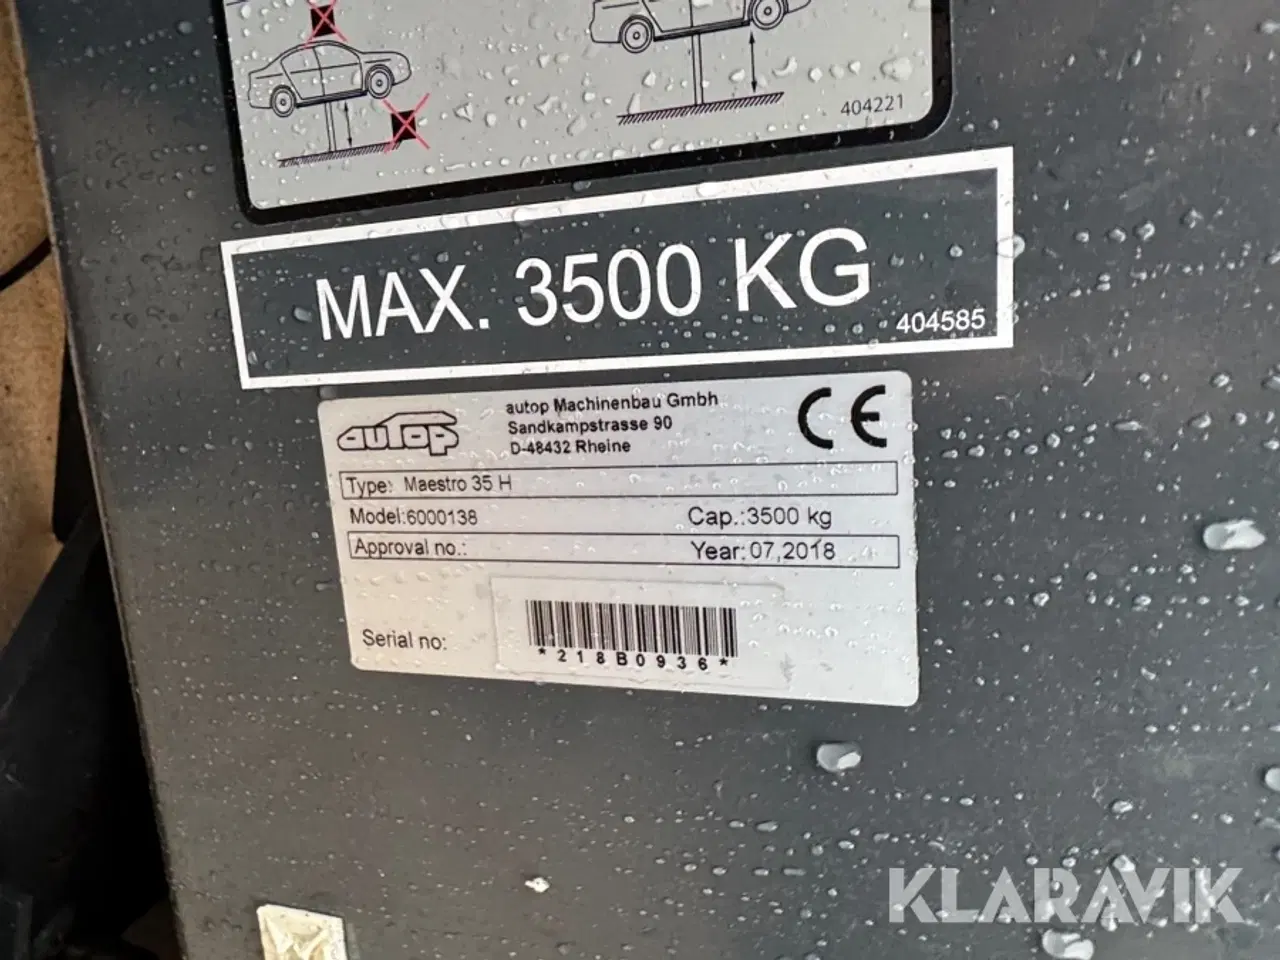 404221
MAX. 3500 KG
404585
autop
autop Machinenbau Gmbh
Sandkampstrasse 90
D-48432 Rheine
CE
Type: Maestro 35 H
Model:6000138 Cap.:3500 kg
Approval no.: Year: 07,2018
Serial no:
*218B0936*
KLARAVIK